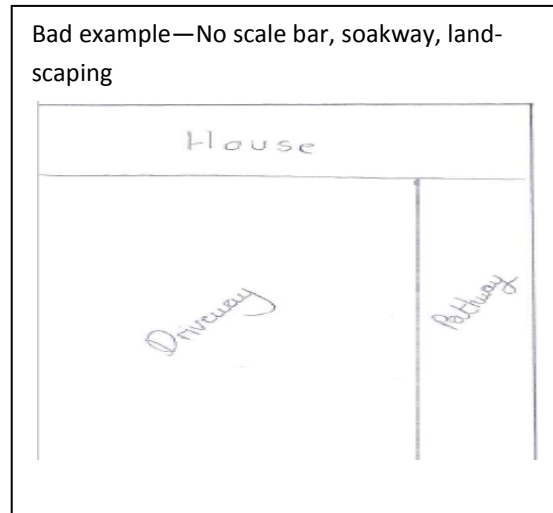 Bad example—No scale bar, soakway, land-
scaping
House
Driveway
Pathway